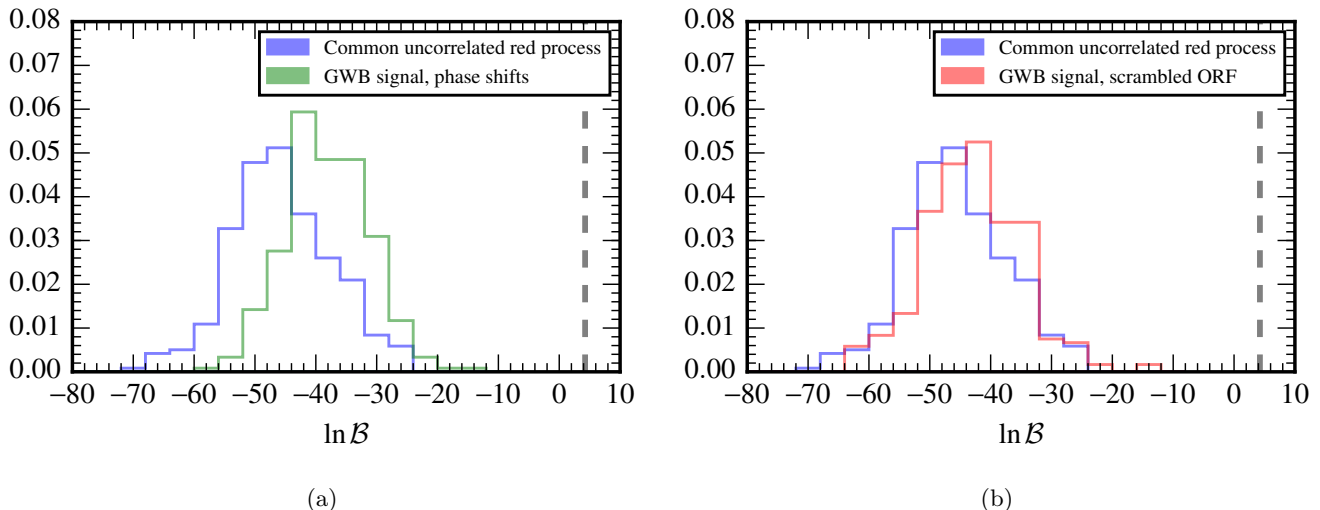 0.08
0.07
0.06
0.05
0.04
0.03
0.02
0.01
0.00
−80 −70 −60 −50 −40 −30 −20 −10 0 10
ln ℬ
Common uncorrelated red process
GWB signal, phase shifts
(a)
0.08
0.07
0.06
0.05
0.04
0.03
0.02
0.01
0.00
−80 −70 −60 −50 −40 −30 −20 −10 0 10
ln ℬ
Common uncorrelated red process
GWB signal, scrambled ORF
(b)